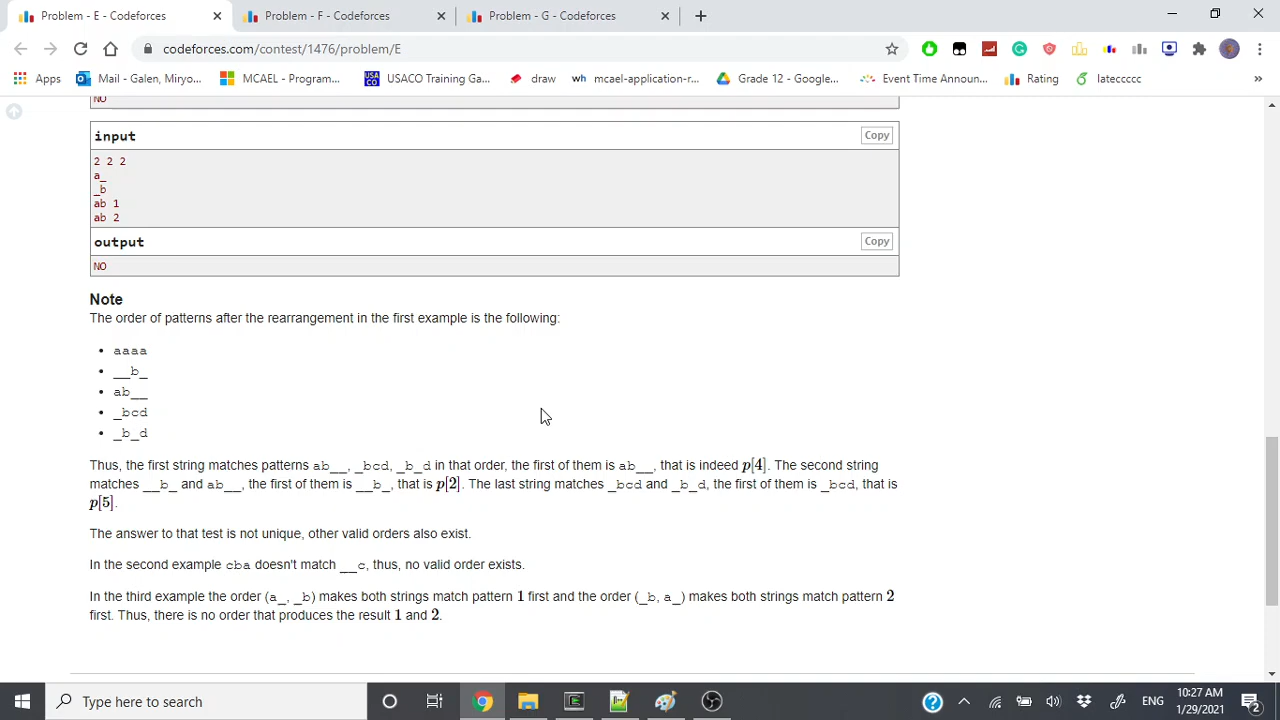 Problem - E - Codeforces
Problem - F - Codeforces
Problem - G - Codeforces
codeforces.com/contest/1476/problem/E
Apps
Mail - Galen, Miryo...
MCAEL - Program...
USACO Training Ga...
draw
wh mcael-application-r...
Grade 12 - Google...
Event Time Announ...
Rating
lateccccc
»
NO
input
Copy
2 2 2
a_
_b
ab 1
ab 2
output
Copy
NO
Note
The order of patterns after the rearrangement in the first example is the following:
• aaaa
• __b_
• ab__
• _bcd
• _b_d
Thus, the first string matches patterns ab__, _bcd, _b_d in that order, the first of them is ab__, that is indeed p[4]. The second string
matches __b_ and ab__, the first of them is __b_, that is p[2]. The last string matches _bcd and _b_d, the first of them is _bcd, that is
p[5].
The answer to that test is not unique, other valid orders also exist.
In the second example cba doesn't match __c, thus, no valid order exists.
In the third example the order (a_, _b) makes both strings match pattern 1 first and the order (_b, a_) makes both strings match pattern 2
first. Thus, there is no order that produces the result 1 and 2.
Type here to search
ENG
10:27 AM
1/29/2021
2